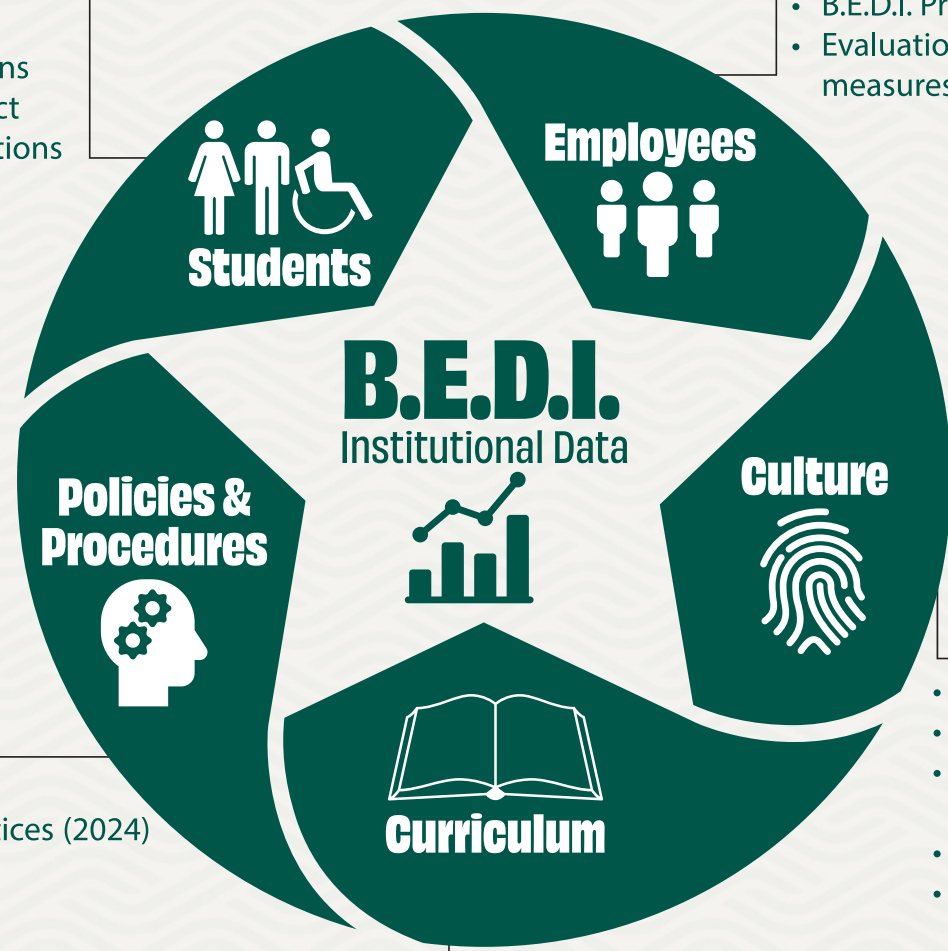 ns
ct
tions
• B.E.D.I. Pr
• Evaluatio
measures
Students
Employees
B.E.D.I.
Institutional Data
Policies &
Procedures
Culture
Curriculum
ices (2024)
•
•
•
•
•